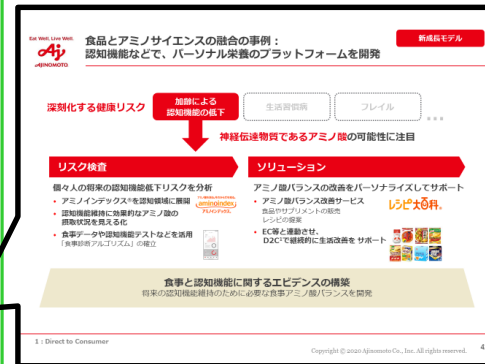 Eat Well, Live Well.
Aj
AJINOMOTO
食品とアミノサイエンスの融合の事例：
認知機能などで、パーソナル栄養のプラットフォームを開発
新成長モデル
深刻化する健康リスク
加齢による
認知機能の低下
生活習慣病
フレイル
…
神経伝達物質であるアミノ酸の可能性に注目
リスク検査
ソリューション
個々人の将来の認知機能低下リスクを分析
• アミノインデックス®を認知領域に展開
• 認知機能維持に効果的なアミノ酸の
摂取状況を見える化
• 食事データや認知機能テストなどを活用
「食事診断アルゴリズム」の確立
aminoindex
アミノインデックス®
アミノ酸バランスの改善をパーソナライズしてサポート
• アミノ酸バランス改善サービス
食品やサプリメントの販売
レシピの提案
• EC等と連動させ、
D2C¹で継続的に生活改善を サポート
レシピ大百科®
食事と認知機能に関するエビデンスの構築
将来の認知機能維持のために必要な食事アミノ酸バランスを開発
1 : Direct to Consumer
Copyright © 2020 Ajinomoto Co., Inc. All rights reserved.
4